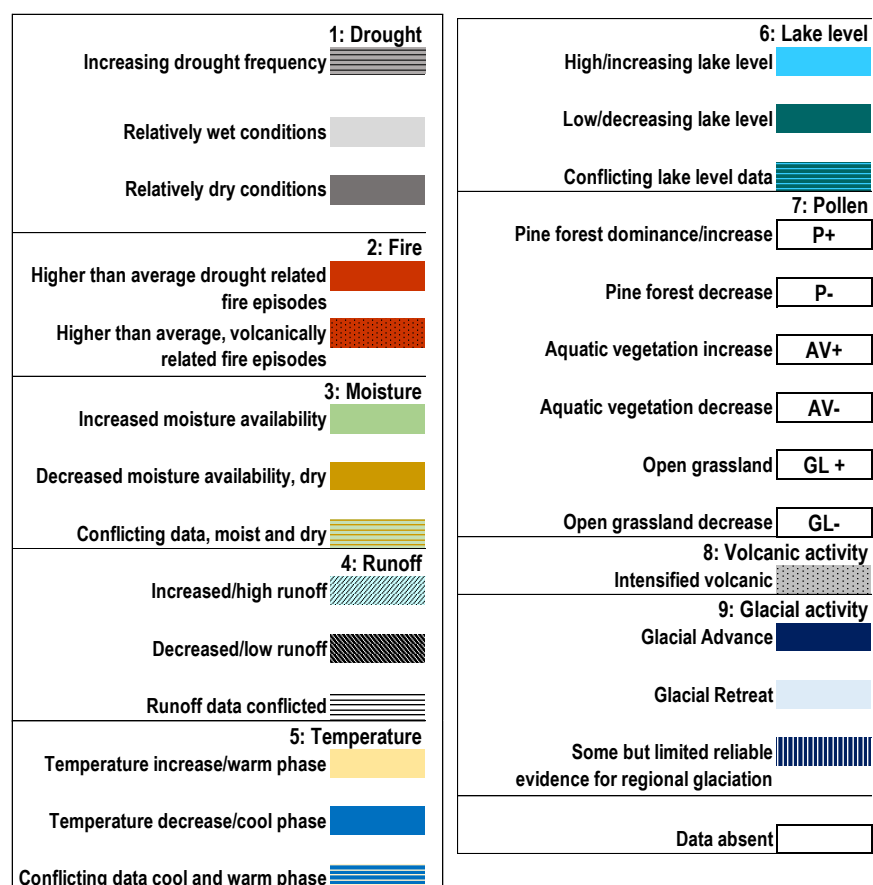 1: Drought
Increasing drought frequency
Relatively wet conditions
Relatively dry conditions
2: Fire
Higher than average drought related
fire episodes
Higher than average, volcanically
related fire episodes
3: Moisture
Increased moisture availability
Decreased moisture availability, dry
Conflicting data, moist and dry
4: Runoff
Increased/high runoff
Decreased/low runoff
Runoff data conflicted
5: Temperature
Temperature increase/warm phase
Temperature decrease/cool phase
Conflicting data cool and warm phase
6: Lake level
High/increasing lake level
Low/decreasing lake level
Conflicting lake level data
7: Pollen
Pine forest dominance/increase P+
Pine forest decrease P-
Aquatic vegetation increase AV+
Aquatic vegetation decrease AV-
Open grassland GL +
Open grassland decrease GL-
8: Volcanic activity
Intensified volcanic
9: Glacial activity
Glacial Advance
Glacial Retreat
Some but limited reliable
evidence for regional glaciation
Data absent